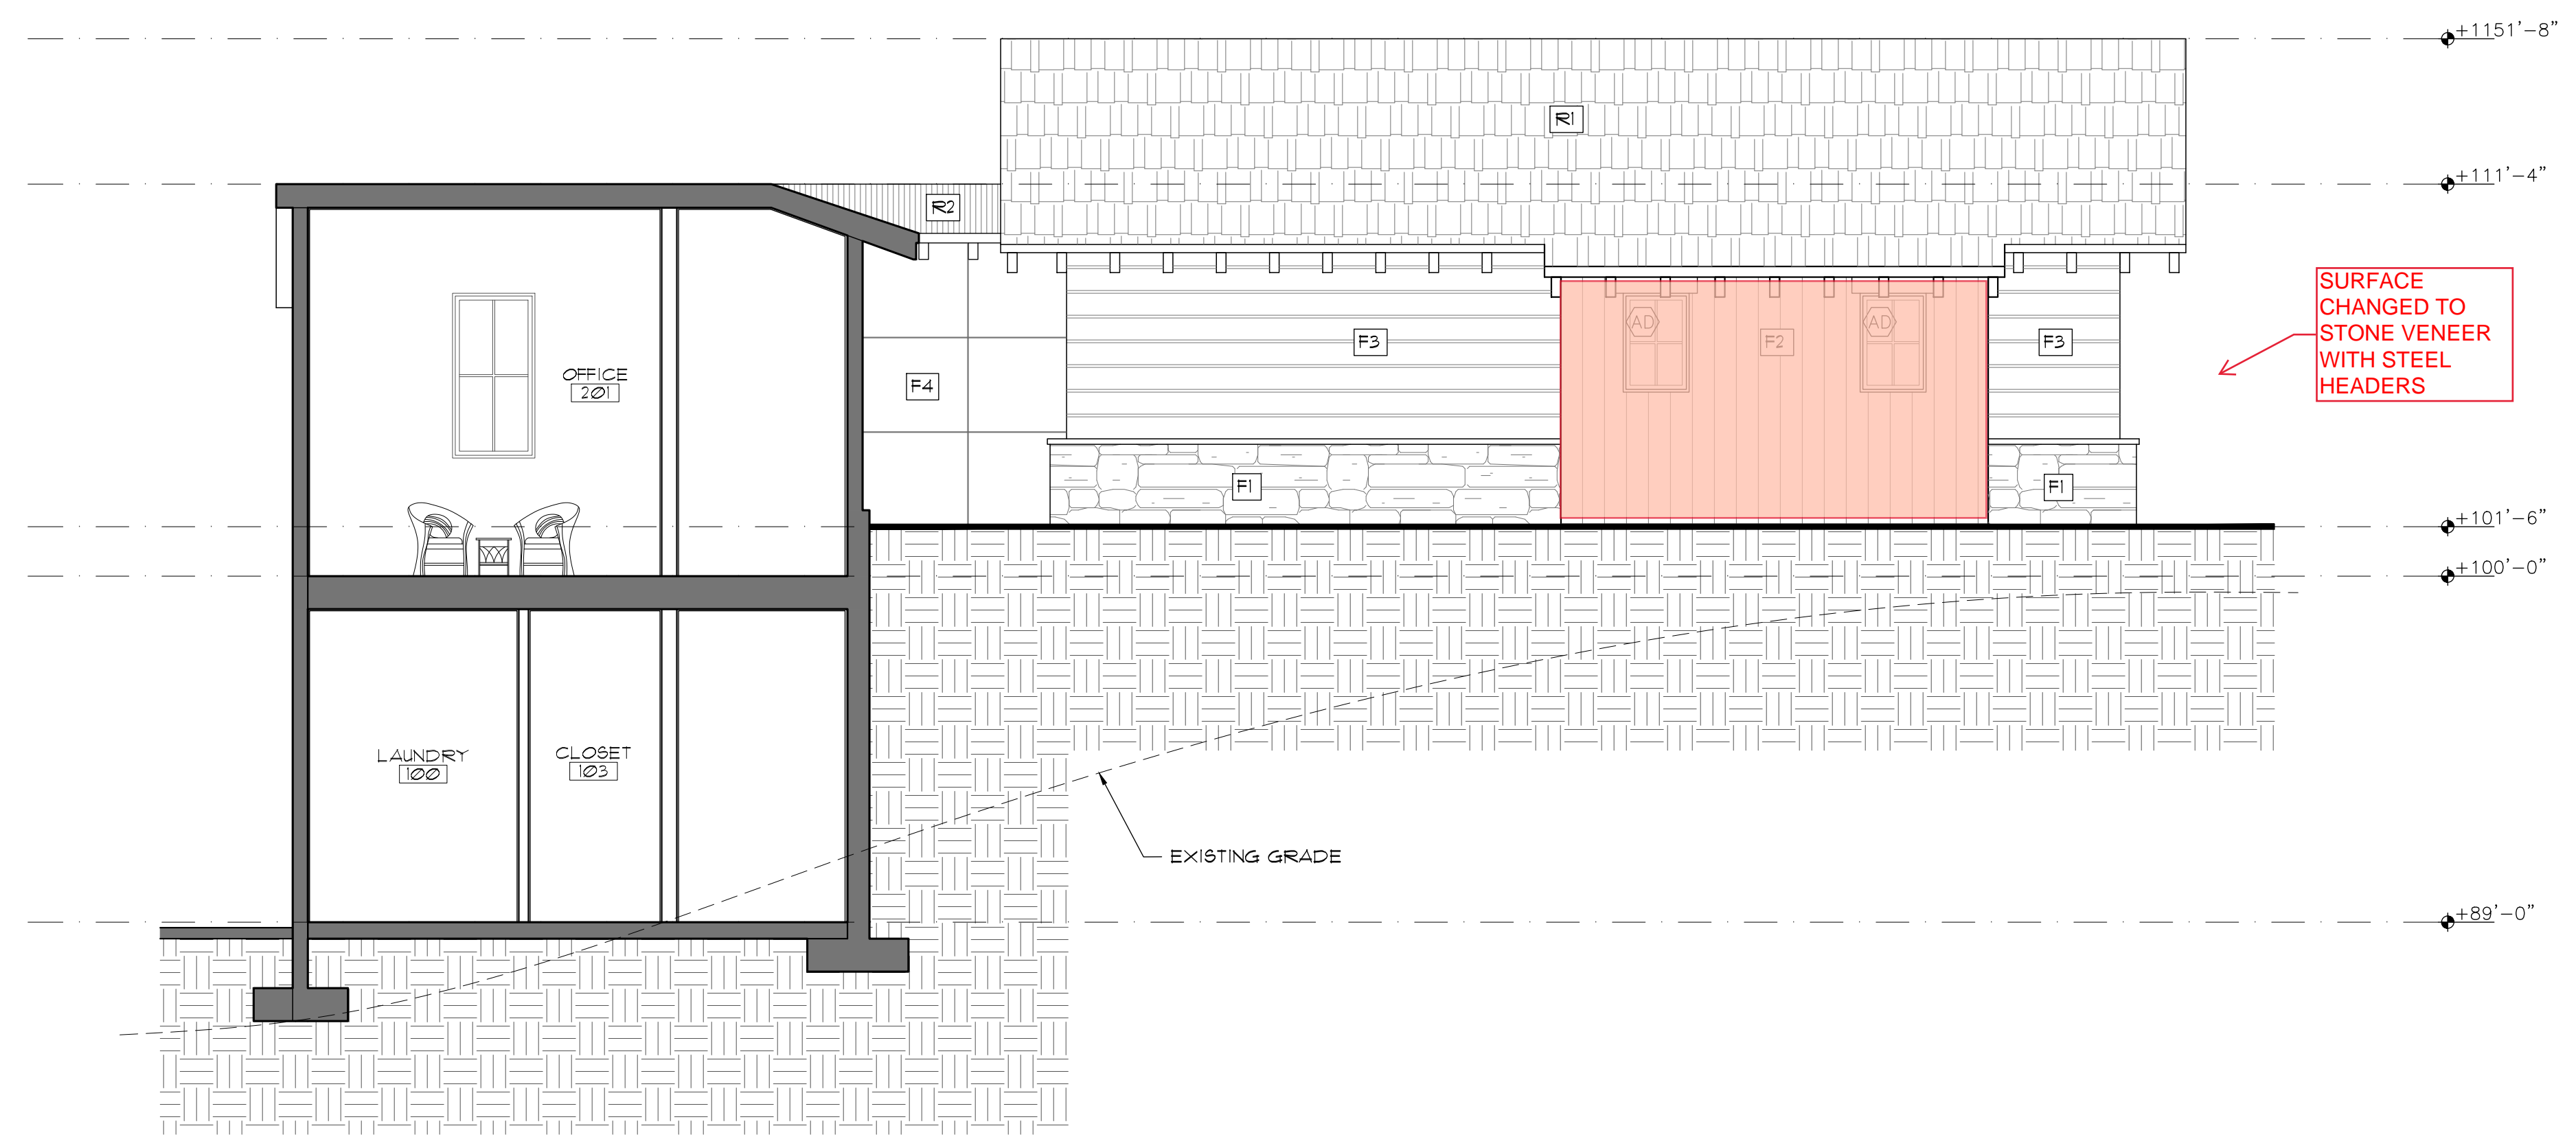 +1151'-8"
R1
+111'-4"
R2
SURFACE
CHANGED TO
STONE VENEER
WITH STEEL
HEADERS
AD
AD
F3
F2
F3
OFFICE
201
F4
F1
F1
+101'-6"
+100'-0"
LAUNDRY
100
CLOSET
103
EXISTING GRADE
+89'-0"